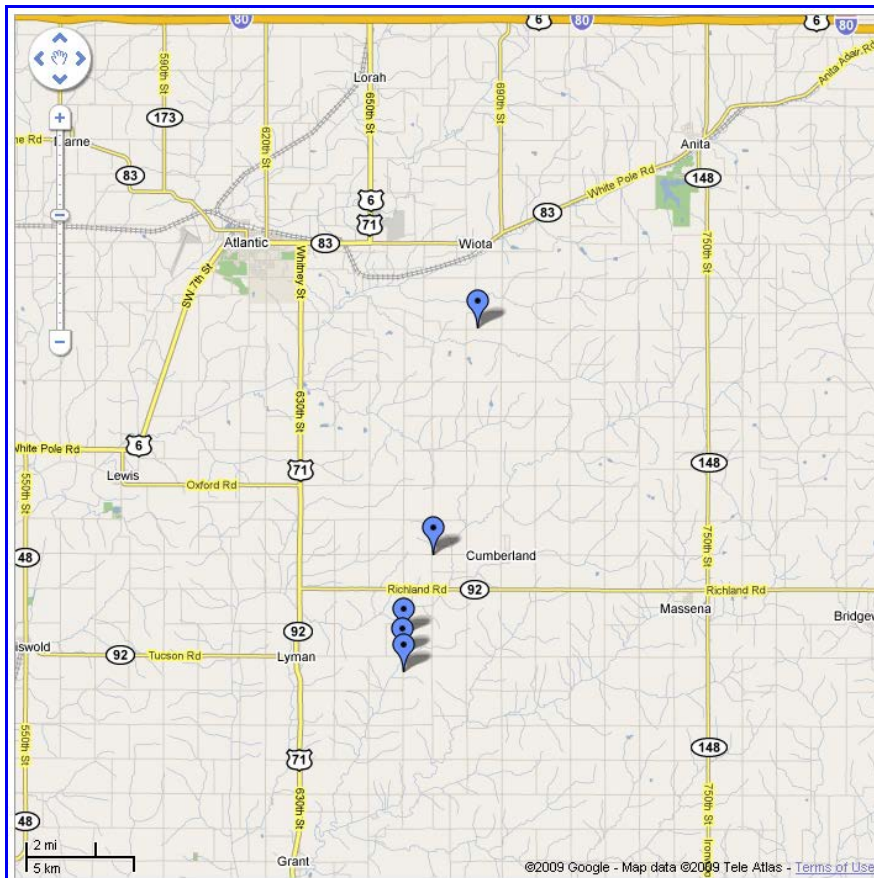 80 6 80 6 80
590th St
Lorah
650th St
690th St
Anita Adair Rd
173
620th St
ne Rd
83
Anita
White Pole Rd
148
6
71
83
Atlantic
83
Wiota
750th St
SW 7th St
Whitney St
630th St
White Pole Rd
6
71
148
Lewis
550th St
Oxford Rd
750th St
48
Cumberland
Richland Rd
92
Richland Rd
Massena
92
Bridgew
iswold
92
Tucson Rd
Lyman
550th St
71
148
630th St
750th St
48
2 mi
5 km
Grant
©2009 Google - Map data ©2009 Tele Atlas - Terms of Use